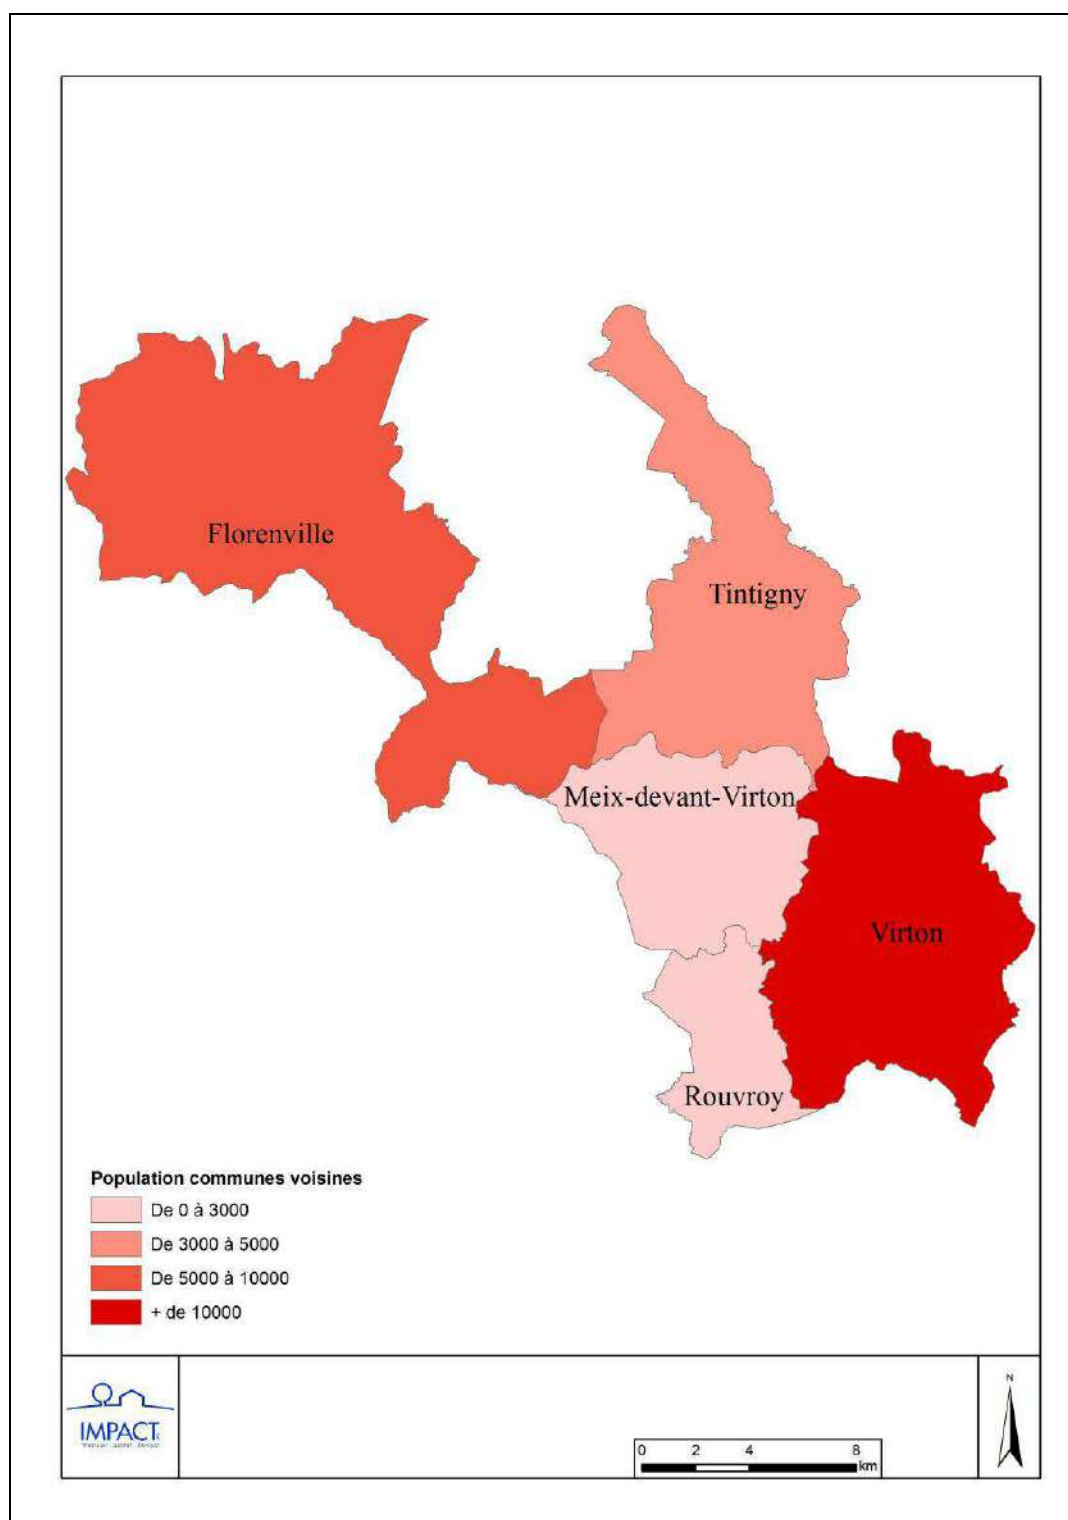 Florenville
Tintigny
Meix-devant-Virton
Virton
Rouvroy
Population communes voisines
De 0 à 3000
De 3000 à 5000
De 5000 à 10000
+ de 10000
IMPACT
N
0 2 4 8
km